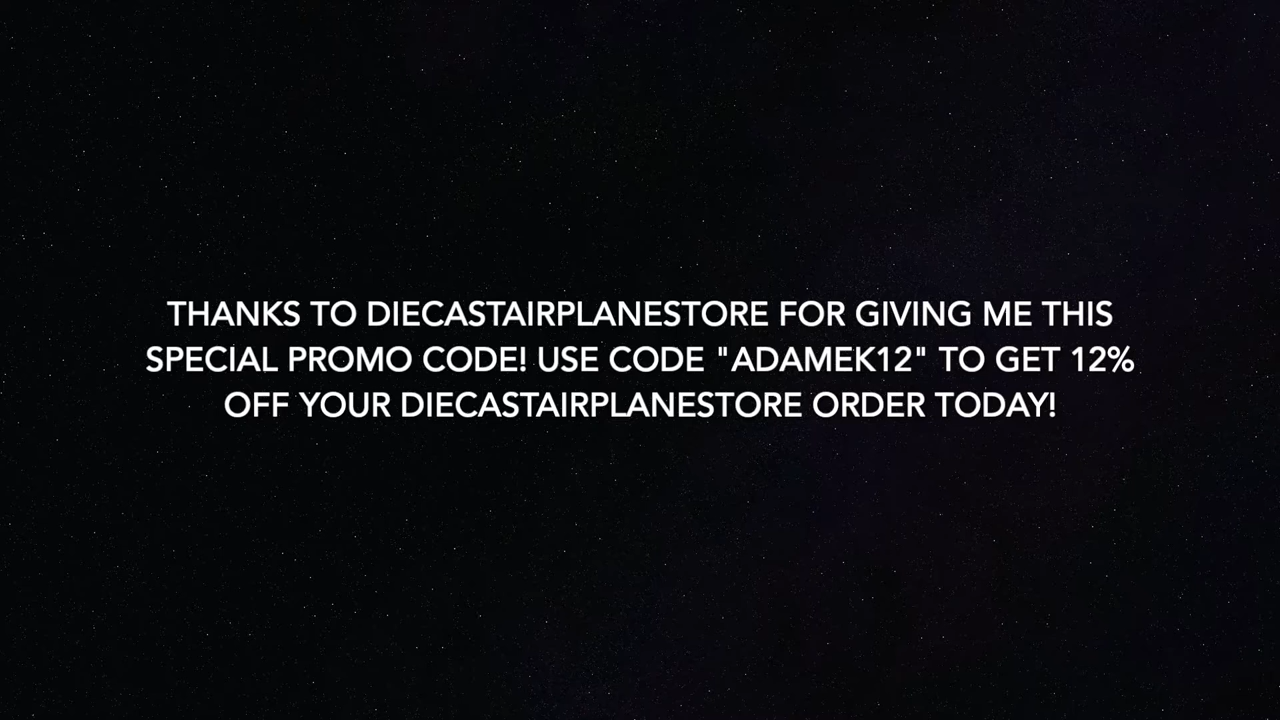 THANKS TO DIECASTAIRPLANESTORE FOR GIVING ME THIS
SPECIAL PROMO CODE! USE CODE "ADAMEK12" TO GET 12%
OFF YOUR DIECASTAIRPLANESTORE ORDER TODAY!